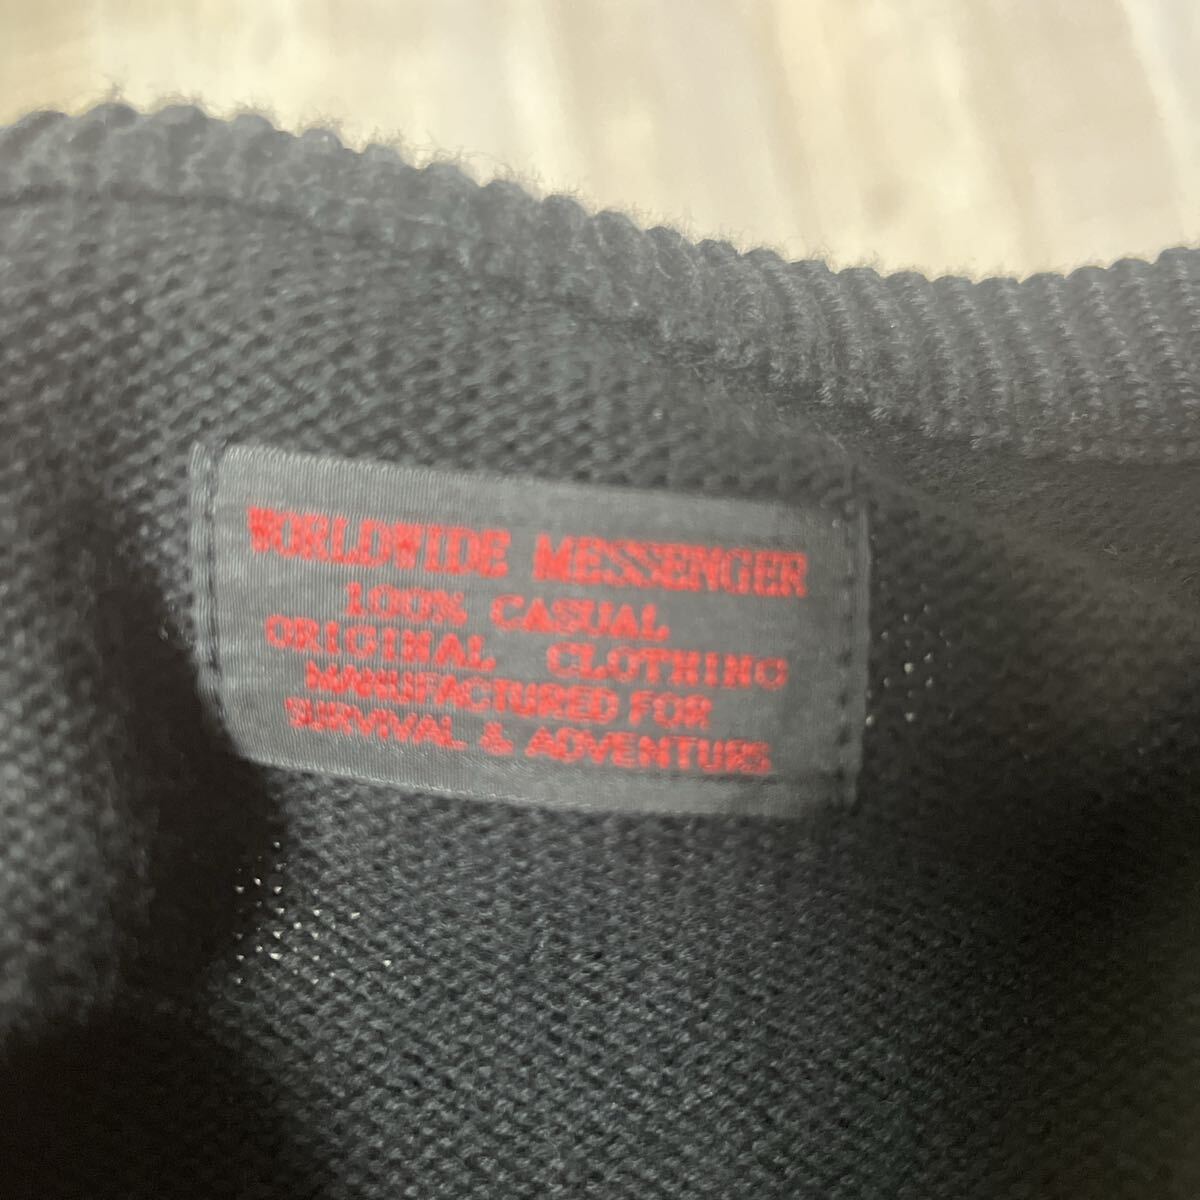 WORLDWIDE MESSENGER
100% CASUAL
ORIGINAL CLOTHING
MANUFACTURED FOR
SURVIVAL & ADVENTURS